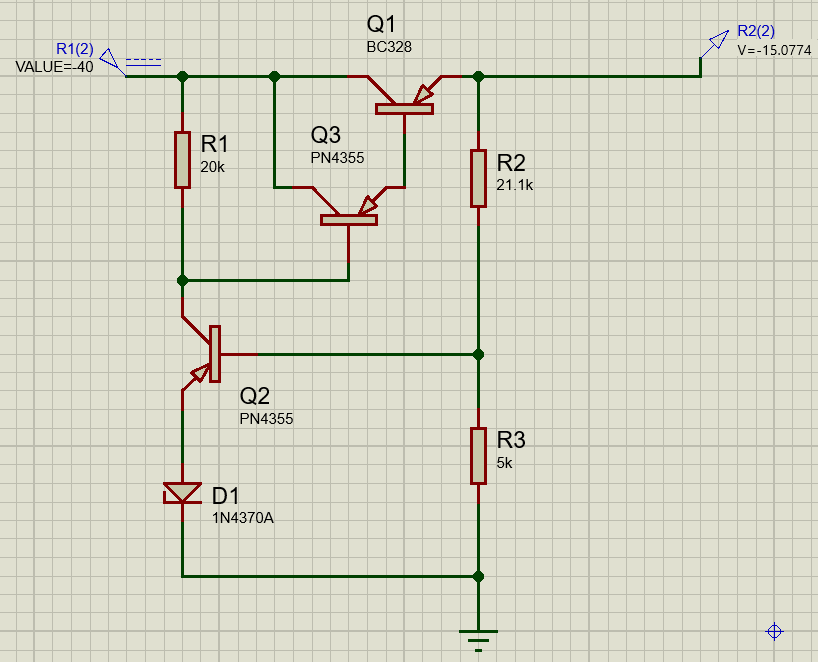 Q1
BC328
R1(2)
VALUE=-40
R2(2)
V=-15.0774
R1
20k
Q3
PN4355
R2
21.1k
Q2
PN4355
R3
5k
D1
1N4370A